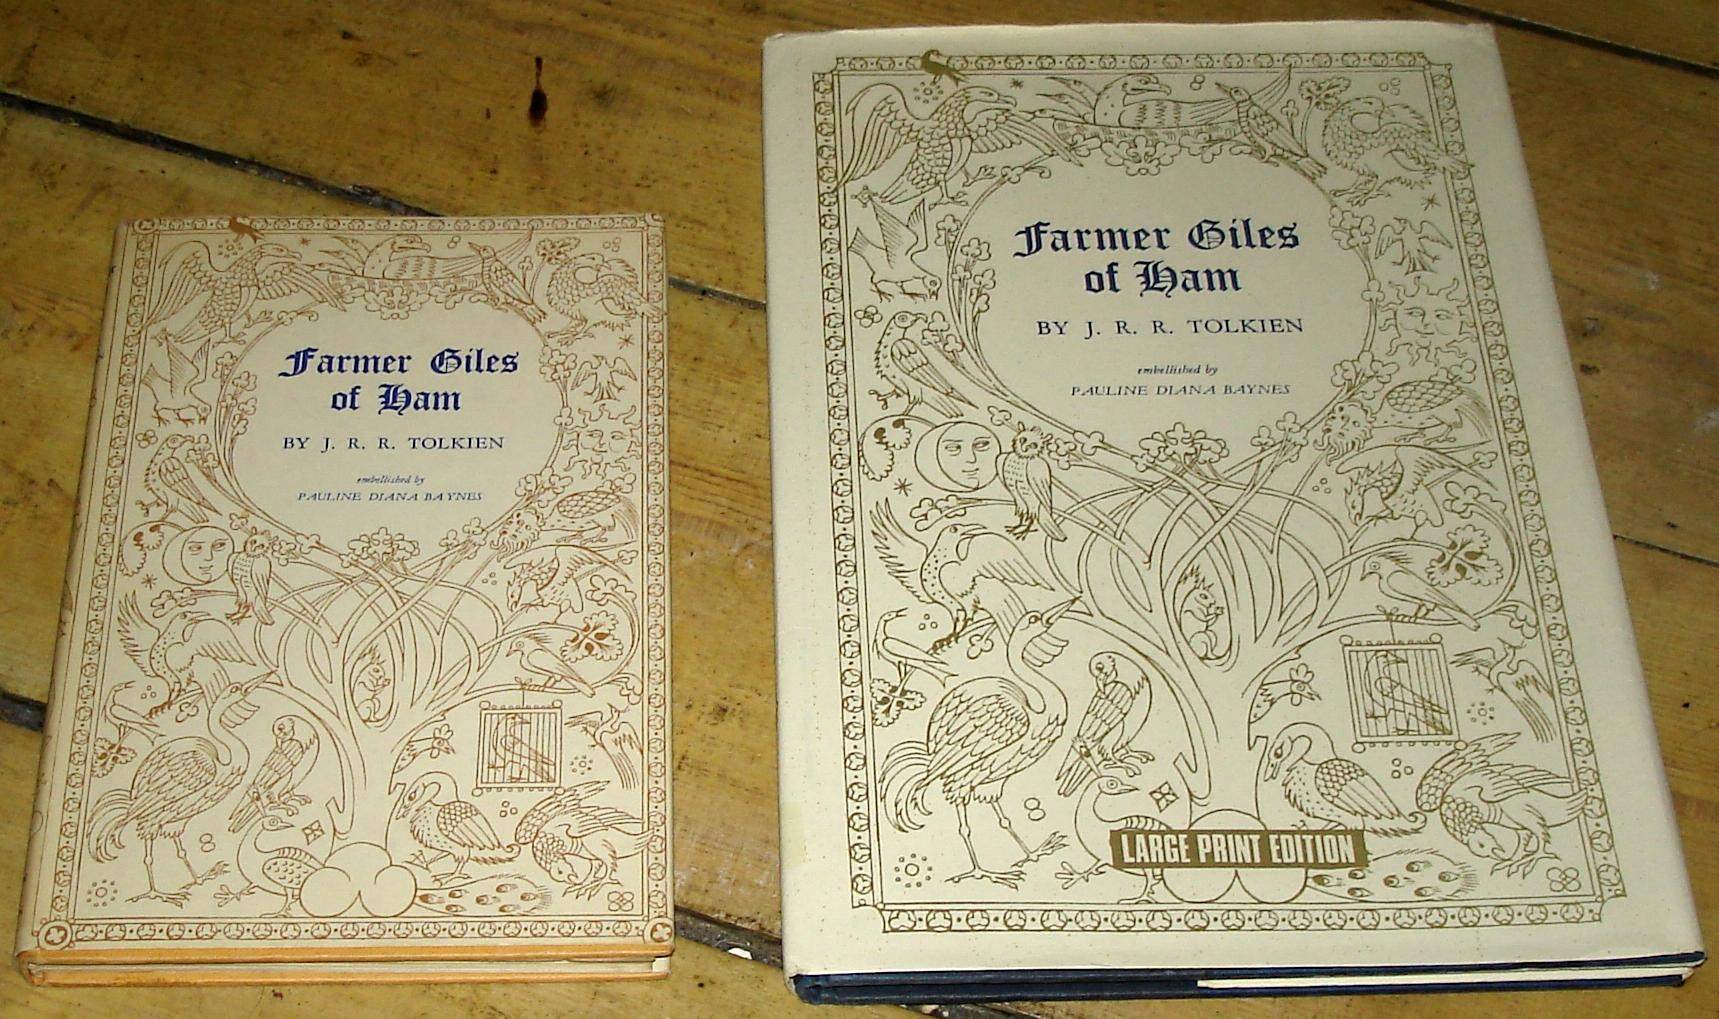 Farmer Giles
of Ham
BY J. R. R. TOLKIEN
embellished by
PAULINE DIANA BAYNES
Farmer Giles
of Ham
BY J. R. R. TOLKIEN
embellished by
PAULINE DIANA BAYNES
LARGE PRINT EDITION